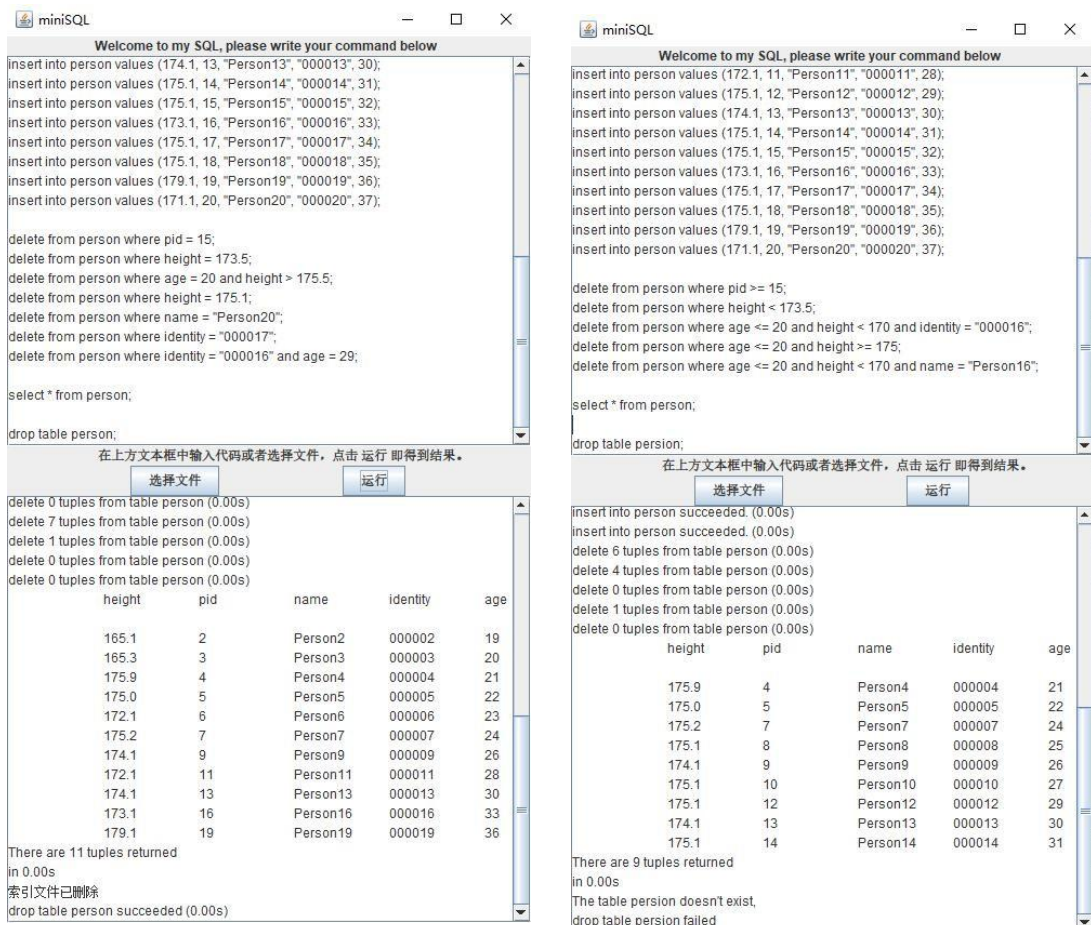 miniSQL
Welcome to my SQL, please write your command below
insert into person values (174.1, 13, "Person13", "000013", 30);
insert into person values (175.1, 14, "Person14", "000014", 31);
insert into person values (175.1, 15, "Person15", "000015", 32);
insert into person values (173.1, 16, "Person16", "000016", 33);
insert into person values (175.1, 17, "Person17", "000017", 34);
insert into person values (175.1, 18, "Person18", "000018", 35);
insert into person values (179.1, 19, "Person19", "000019", 36);
insert into person values (171.1, 20, "Person20", "000020", 37);
delete from person where pid = 15;
delete from person where height = 173.5;
delete from person where age = 20 and height > 175.5;
delete from person where height = 175.1;
delete from person where name = "Person20";
delete from person where identity = "000017";
delete from person where identity = "000016" and age = 29;
select * from person;
drop table person;
在上方文本框中输入代码或者选择文件，点击 运行 即得到结果。
选择文件 运行
delete 0 tuples from table person (0.00s)
delete 7 tuples from table person (0.00s)
delete 1 tuples from table person (0.00s)
delete 0 tuples from table person (0.00s)
delete 0 tuples from table person (0.00s)
height pid name identity age
165.1 2 Person2 000002 19
165.3 3 Person3 000003 20
175.9 4 Person4 000004 21
175.0 5 Person5 000005 22
172.1 6 Person6 000006 23
175.2 7 Person7 000007 24
174.1 9 Person9 000009 26
172.1 11 Person11 000011 28
174.1 13 Person13 000013 30
173.1 16 Person16 000016 33
179.1 19 Person19 000019 36
There are 11 tuples returned
in 0.00s
索引文件已删除
drop table person succeeded (0.00s)
miniSQL
Welcome to my SQL, please write your command below
insert into person values (172.1, 11, "Person11", "000011", 28);
insert into person values (175.1, 12, "Person12", "000012", 29);
insert into person values (174.1, 13, "Person13", "000013", 30);
insert into person values (175.1, 14, "Person14", "000014", 31);
insert into person values (175.1, 15, "Person15", "000015", 32);
insert into person values (173.1, 16, "Person16", "000016", 33);
insert into person values (175.1, 17, "Person17", "000017", 34);
insert into person values (175.1, 18, "Person18", "000018", 35);
insert into person values (179.1, 19, "Person19", "000019", 36);
insert into person values (171.1, 20, "Person20", "000020", 37);
delete from person where pid >= 15;
delete from person where height < 173.5;
delete from person where age <= 20 and height < 170 and identity = "000016";
delete from person where age <= 20 and height >= 175;
delete from person where age <= 20 and height < 170 and name = "Person16";
select * from person;
drop table persion;
在上方文本框中输入代码或者选择文件，点击 运行 即得到结果。
选择文件 运行
insert into person succeeded. (0.00s)
insert into person succeeded. (0.00s)
delete 6 tuples from table person (0.00s)
delete 4 tuples from table person (0.00s)
delete 0 tuples from table person (0.00s)
delete 1 tuples from table person (0.00s)
delete 0 tuples from table person (0.00s)
height pid name identity age
175.9 4 Person4 000004 21
175.0 5 Person5 000005 22
175.2 7 Person7 000007 24
175.1 8 Person8 000008 25
174.1 9 Person9 000009 26
175.1 10 Person10 000010 27
175.1 12 Person12 000012 29
174.1 13 Person13 000013 30
175.1 14 Person14 000014 31
There are 9 tuples returned
in 0.00s
The table persion doesn't exist,
drop table persion failed